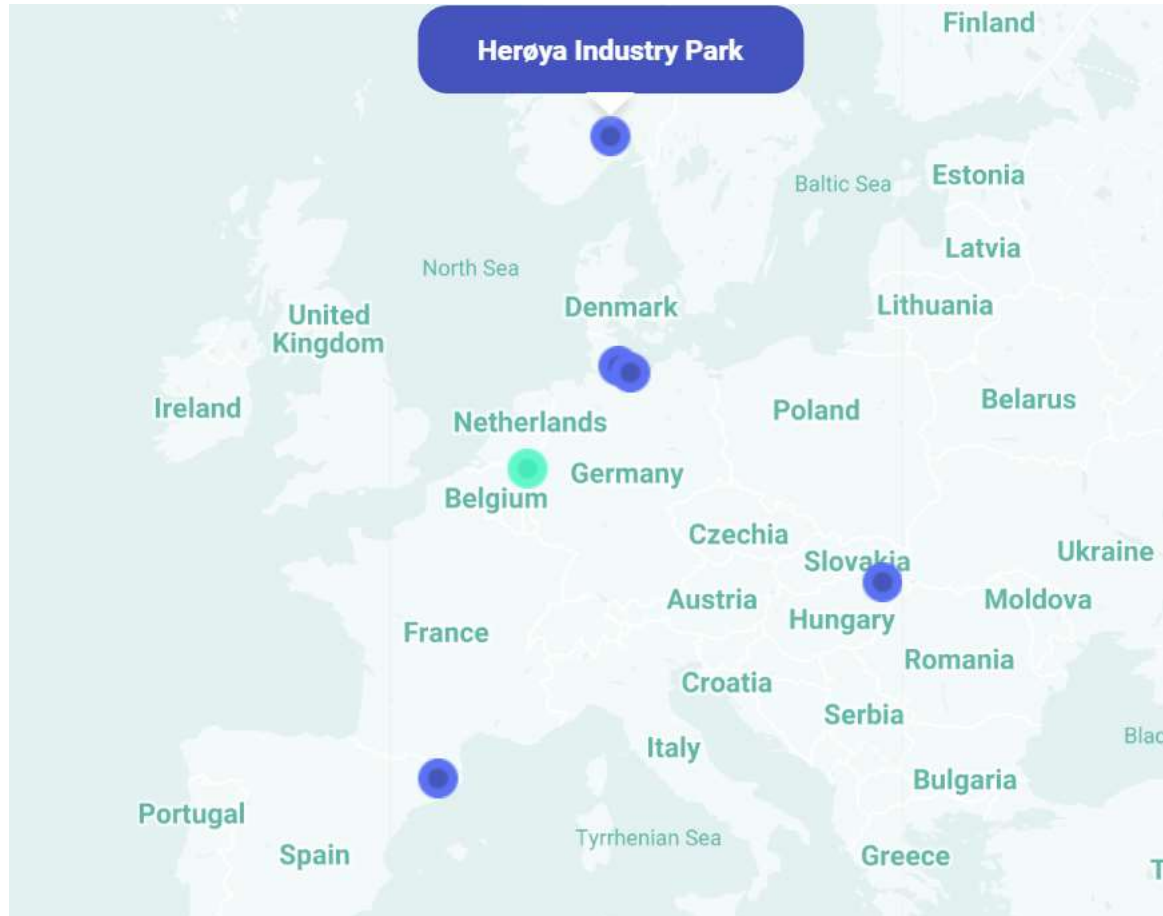 Finland
Herøya Industry Park
Baltic Sea
Estonia
Latvia
North Sea
Denmark
Lithuania
United
Kingdom
Ireland
Netherlands
Poland
Belarus
Germany
Belgium
Czechia
Ukraine
Slovakia
Austria
Moldova
Hungary
France
Romania
Croatia
Serbia
Italy
Blac
Bulgaria
Portugal
Tyrrhenian Sea
Spain
Greece
T